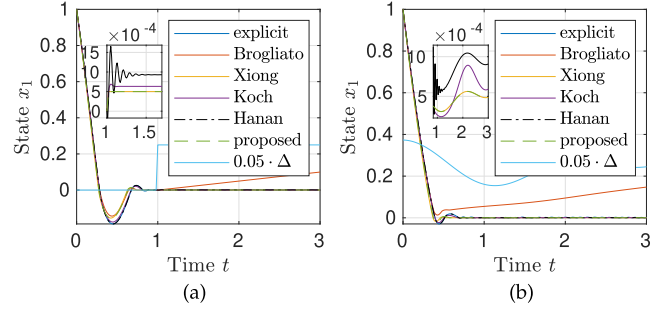 ×10⁻⁴
15
10
5
0
1
1.5
explicit
Brogliato
Xiong
Koch
Hanan
proposed
0.05 · Δ
1
0.8
0.6
0.4
0.2
0
State x₁
0
1
2
3
Time t
(a)
×10⁻⁴
10
5
1
2
3
explicit
Brogliato
Xiong
Koch
Hanan
proposed
0.05 · Δ
1
0.8
0.6
0.4
0.2
0
State x₁
0
1
2
3
Time t
(b)